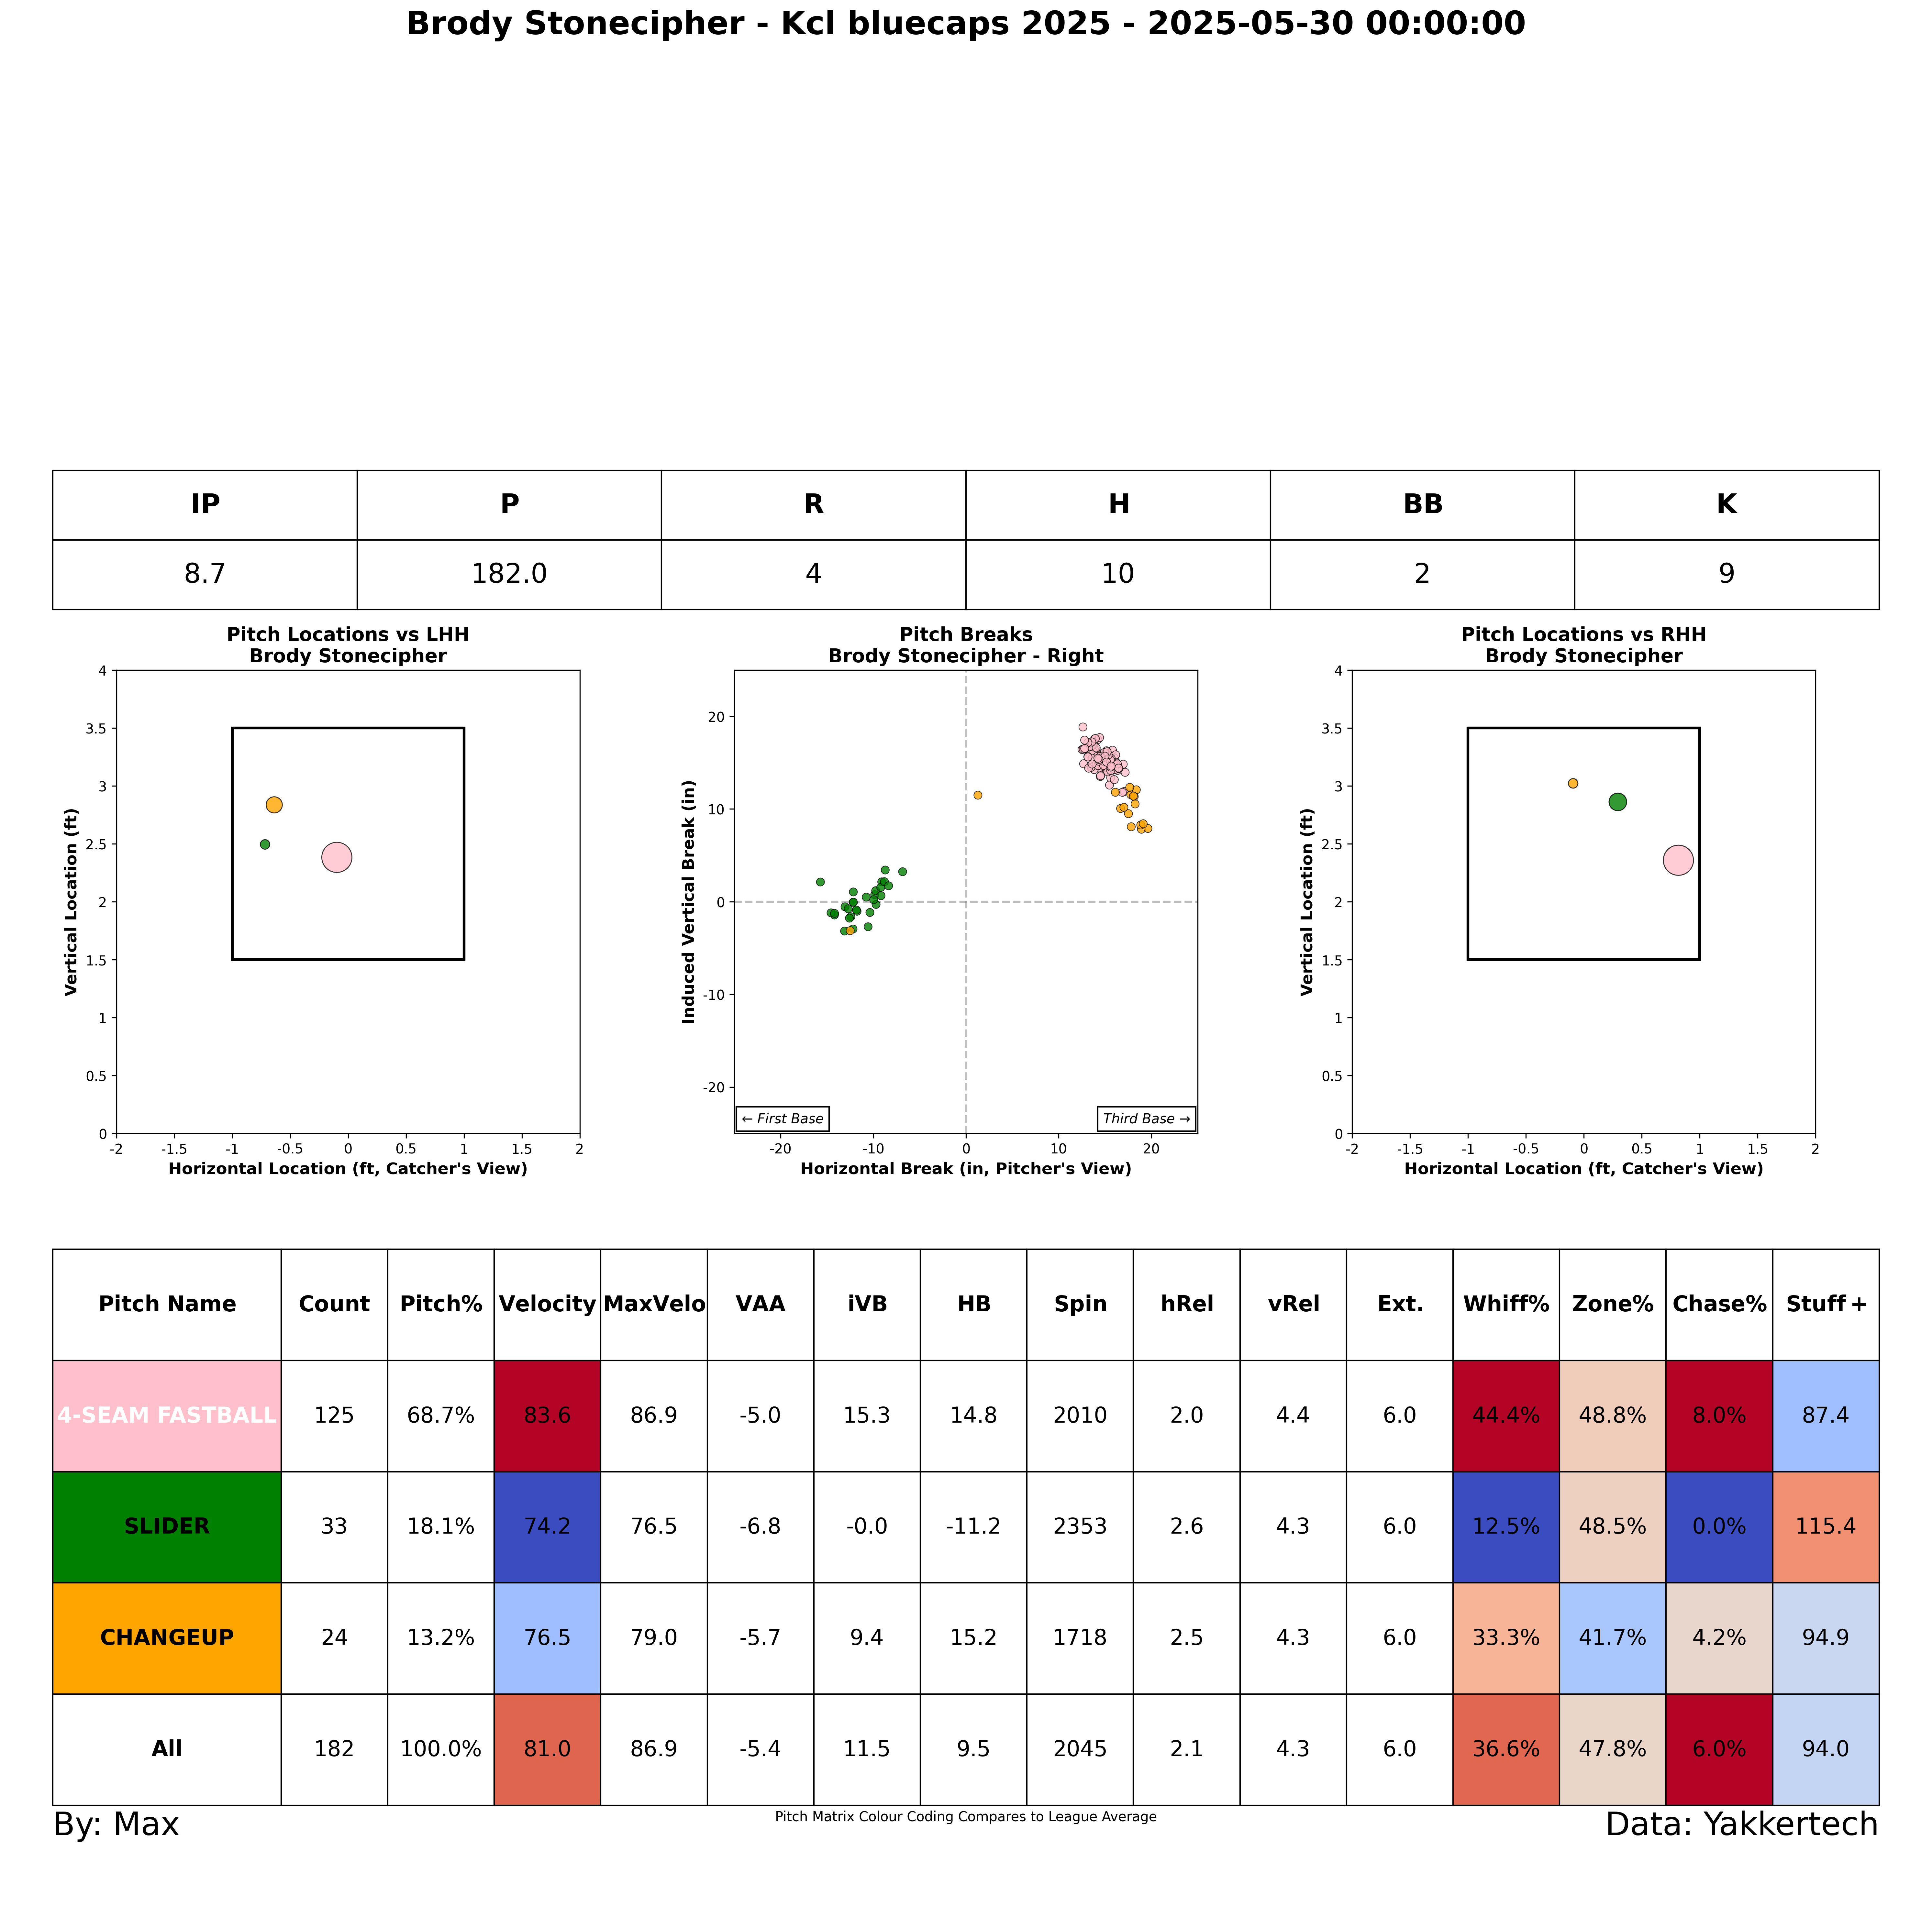 Brody Stonecipher - Kcl bluecaps 2025 - 2025-05-30 00:00:00
IP P R H BB K
8.7 182.0 4 10 2 9
Pitch Locations vs LHH
Brody Stonecipher
4
3.5
3
2.5
2
1.5
1
0.5
0
-2 -1.5 -1 -0.5 0 0.5 1 1.5 2
Vertical Location (ft)
Horizontal Location (ft, Catcher's View)
Pitch Breaks
Brody Stonecipher - Right
20
10
0
-10
-20
← First Base Third Base →
-20 -10 0 10 20
Induced Vertical Break (in)
Horizontal Break (in, Pitcher's View)
Pitch Locations vs RHH
Brody Stonecipher
4
3.5
3
2.5
2
1.5
1
0.5
0
-2 -1.5 -1 -0.5 0 0.5 1 1.5 2
Vertical Location (ft)
Horizontal Location (ft, Catcher's View)
Pitch Name Count Pitch% Velocity MaxVelo VAA iVB HB Spin hRel vRel Ext. Whiff% Zone% Chase% Stuff+
4-SEAM FASTBALL 125 68.7% 83.6 86.9 -5.0 15.3 14.8 2010 2.0 4.4 6.0 44.4% 48.8% 8.0% 87.4
SLIDER 33 18.1% 74.2 76.5 -6.8 -0.0 -11.2 2353 2.6 4.3 6.0 12.5% 48.5% 0.0% 115.4
CHANGEUP 24 13.2% 76.5 79.0 -5.7 9.4 15.2 1718 2.5 4.3 6.0 33.3% 41.7% 4.2% 94.9
All 182 100.0% 81.0 86.9 -5.4 11.5 9.5 2045 2.1 4.3 6.0 36.6% 47.8% 6.0% 94.0
By: Max
Pitch Matrix Colour Coding Compares to League Average
Data: Yakkertech